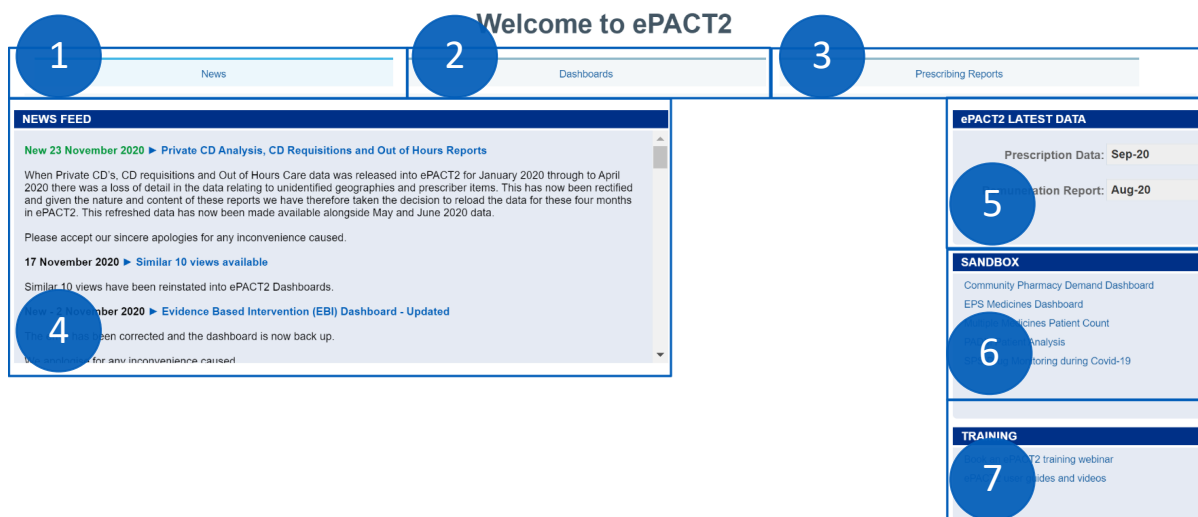 Welcome to ePACT2
1
2
3
News
Dashboards
Prescribing Reports
NEWS FEED
New 23 November 2020 ► Private CD Analysis, CD Requisitions and Out of Hours Reports
When Private CD's, CD requisitions and Out of Hours Care data was released into ePACT2 for January 2020 through to April
2020 there was a loss of detail in the data relating to unidentified geographies and prescriber items. This has now been rectified
and given the nature and content of these reports we have therefore taken the decision to reload the data for these four months
in ePACT2. This refreshed data has now been made available alongside May and June 2020 data.
Please accept our sincere apologies for any inconvenience caused.
17 November 2020 ► Similar 10 views available
Similar 10 views have been reinstated into ePACT2 Dashboards.
2020 ► Evidence Based Intervention (EBI) Dashboard - Updated
4
been corrected and the dashboard is now back up.
for any inconvenience caused
ePACT2 LATEST DATA
Prescription Data: Sep-20
Report: Aug-20
5
SANDBOX
Community Pharmacy Demand Dashboard
EPS Medicines Dashboard
Patient Count
Analysis
during Covid-19
6
TRAINING
training webinar
and videos
7